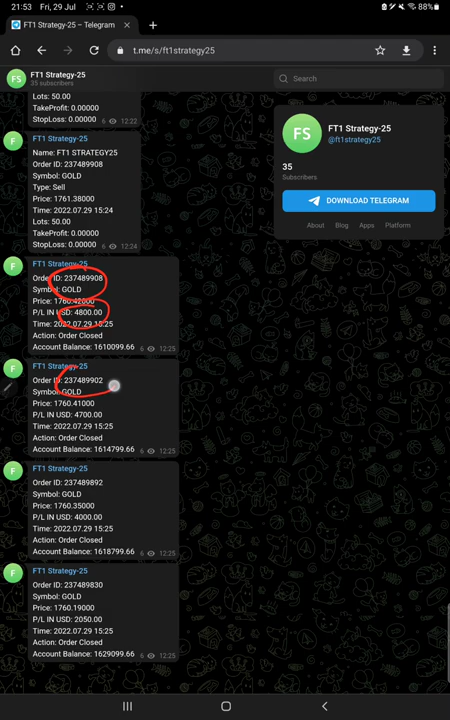 21:53 Fri, 29 Jul 88%
FT1 Strategy-25 – Telegram
t.me/s/ft1strategy25
FS FT1 Strategy-25
35 subscribers
Search
Lots: 50.00
TakeProfit: 0.00000
StopLoss: 0.00000 6 12:22
F
FT1 Strategy-25
Name: FT1 STRATEGY25
Order ID: 237489908
Symbol: GOLD
Type: Sell
Price: 1761.38000
Time: 2022.07.29 15:24
Lots: 50.00
TakeProfit: 0.00000
StopLoss: 0.00000 6 12:24
F
FT1 Strategy-25
Order ID: 237489908
Symbol: GOLD
Price: 1760.42000
P/L IN USD: 4800.00
Time: 2022.07.29 15:25
Action: Order Closed
Account Balance: 1610099.66 6 12:25
F
FT1 Strategy-25
Order ID: 237489902
Symbol: GOLD
Price: 1760.41000
P/L IN USD: 4700.00
Time: 2022.07.29 15:25
Action: Order Closed
Account Balance: 1614799.66 6 12:25
F
FT1 Strategy-25
Order ID: 237489892
Symbol: GOLD
Price: 1760.35000
P/L IN USD: 4000.00
Time: 2022.07.29 15:25
Action: Order Closed
Account Balance: 1618799.66 6 12:25
F
FT1 Strategy-25
Order ID: 237489830
Symbol: GOLD
Price: 1760.19000
P/L IN USD: 2050.00
Time: 2022.07.29 15:25
Action: Order Closed
Account Balance: 1629099.66 6 12:25
FS
FT1 Strategy-25
@ft1strategy25
35
Subscribers
DOWNLOAD TELEGRAM
About Blog Apps Platform